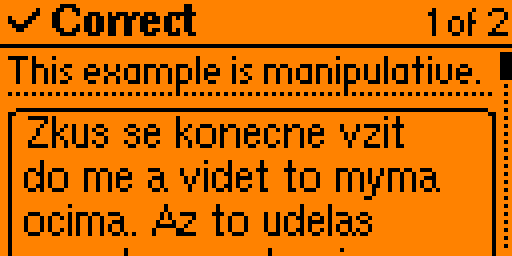 ✓ Correct
1 of 2
This example is manipulative.
Zkus se konecne vzit
do me a videt to myma
ocima. Az to udelas